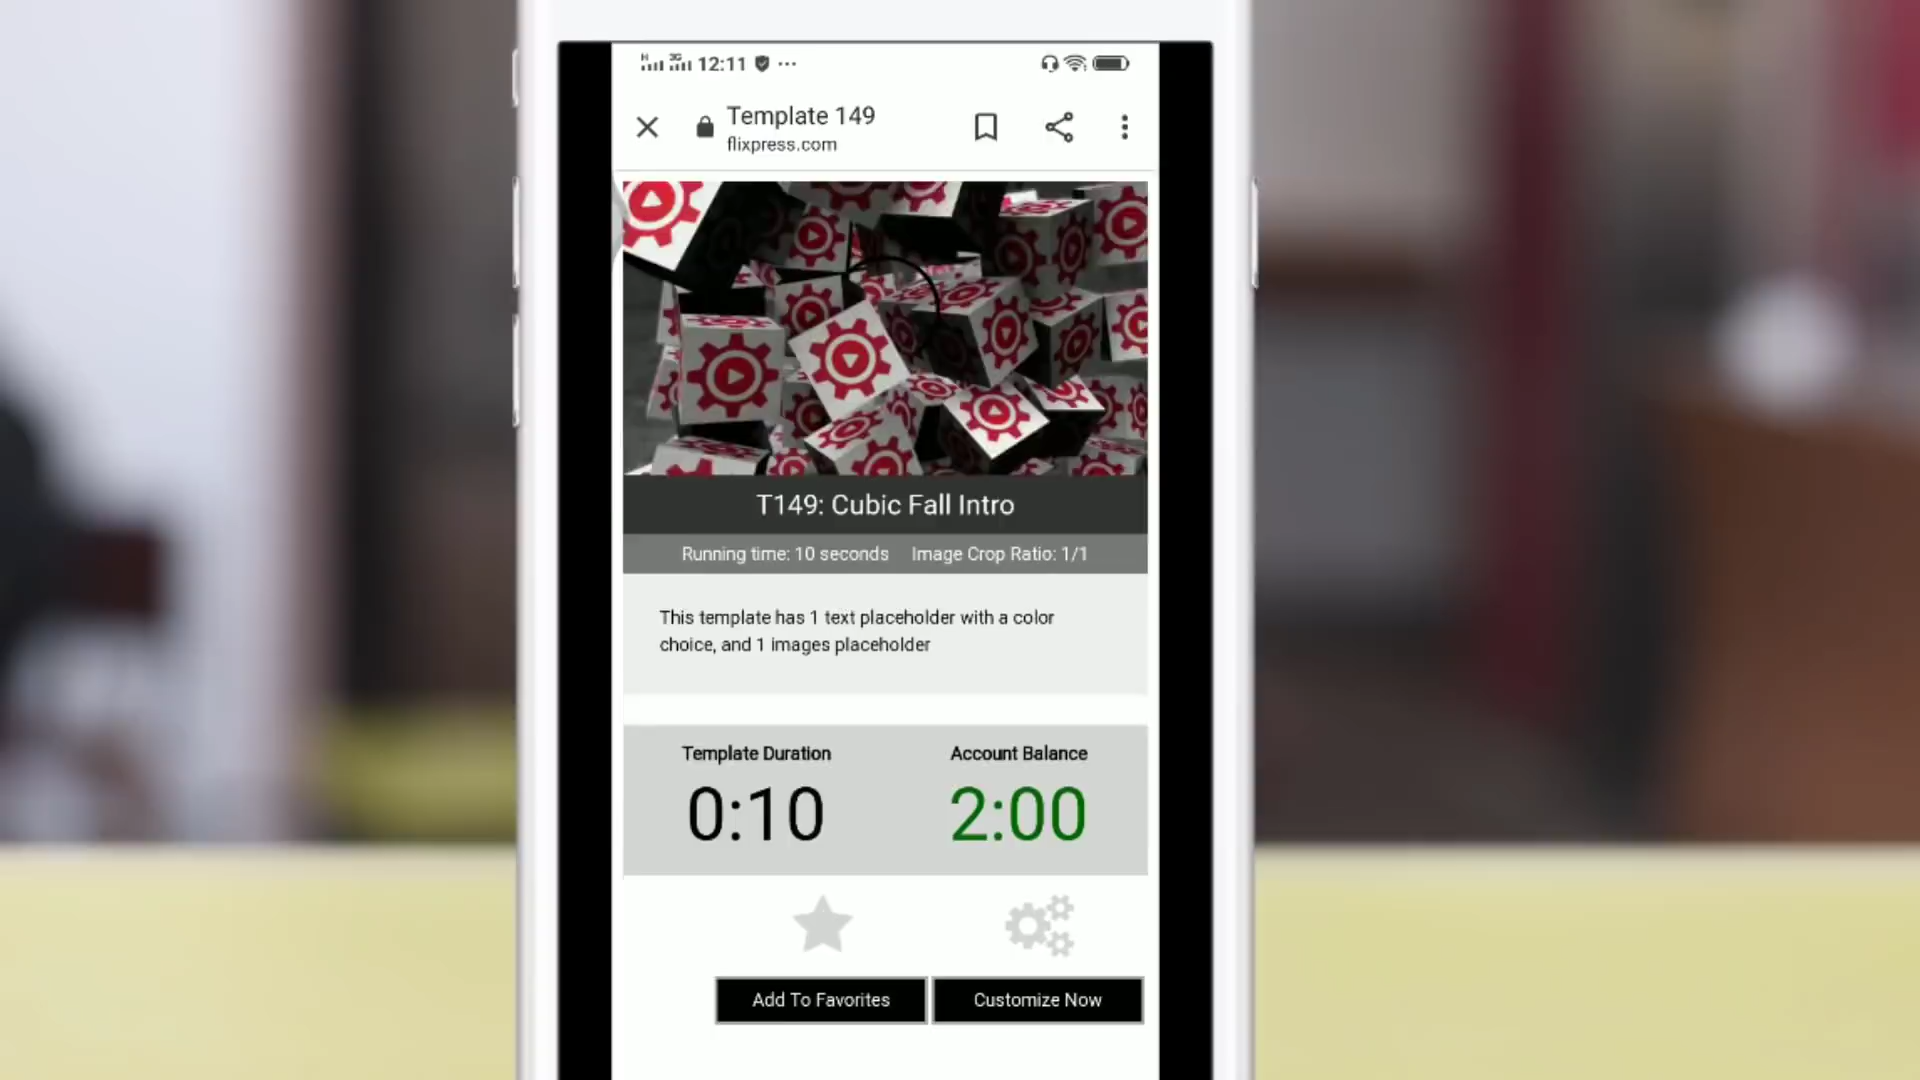 H 3G 12:11 ...
Template 149
flixpress.com
T149: Cubic Fall Intro
Running time: 10 seconds Image Crop Ratio: 1/1
This template has 1 text placeholder with a color
choice, and 1 images placeholder
Template Duration Account Balance
0:10 2:00
Add To Favorites Customize Now